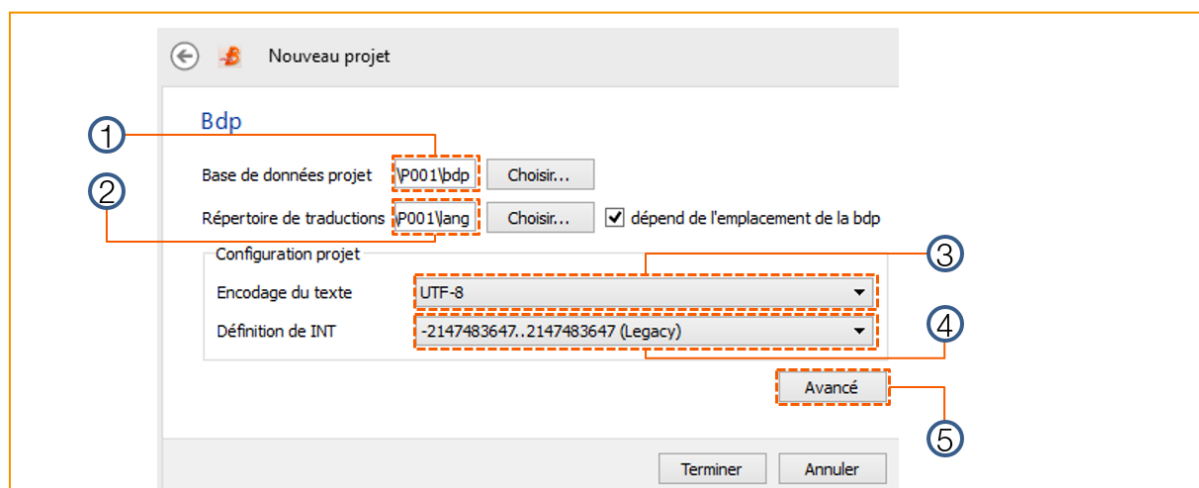 Nouveau projet
Bdp
1
Base de données projet \P001\bdp Choisir...
2
Répertoire de traductions P001\lang Choisir... dépend de l'emplacement de la bdp
Configuration projet
3
Encodage du texte UTF-8
Définition de INT -2147483647..2147483647 (Legacy)
4
Avancé
5
Terminer Annuler